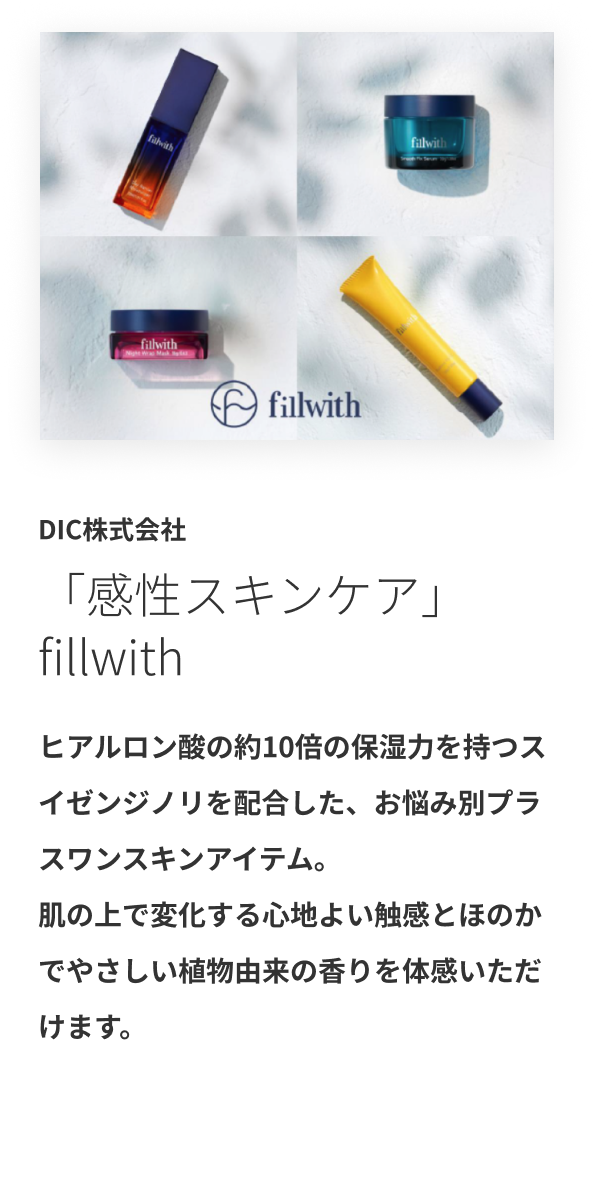 fillwith
fillwith
fillwith
Night Wrap Mask
fillwith
DIC株式会社
「感性スキンケア」
fillwith
ヒアルロン酸の約10倍の保湿力を持つス
イゼンジノリを配合した、お悩み別プラ
スワンスキンアイテム。
肌の上で変化する心地よい触感とほのか
でやさしい植物由来の香りを体感いただ
けます。